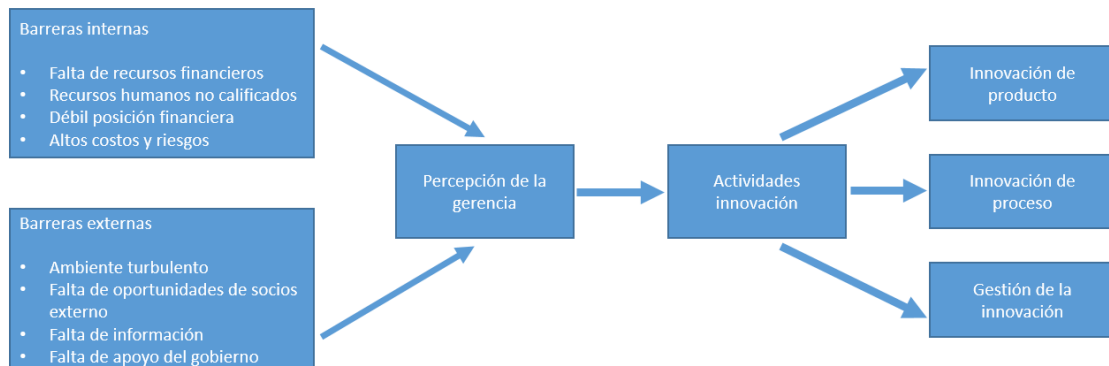 Barreras internas
• Falta de recursos financieros
• Recursos humanos no calificados
• Débil posición financiera
• Altos costos y riesgos
Barreras externas
• Ambiente turbulento
• Falta de oportunidades de socios
externo
• Falta de información
• Falta de apoyo del gobierno
Percepción de la
gerencia
Actividades
innovación
Innovación de
producto
Innovación de
proceso
Gestión de la
innovación